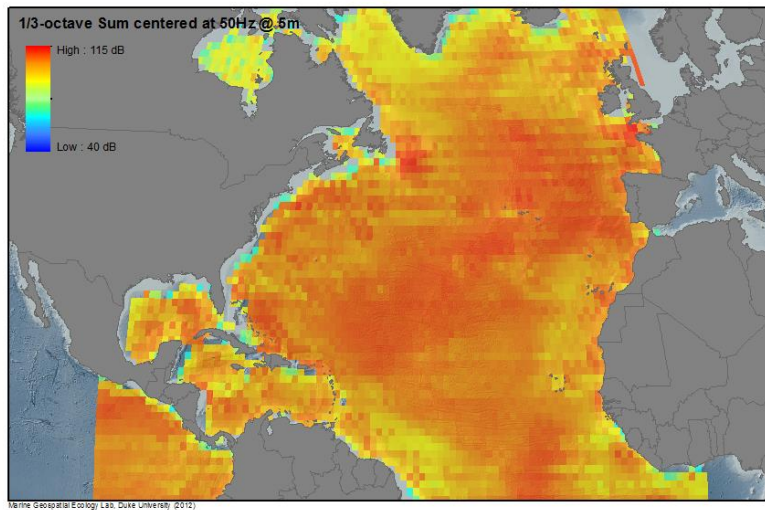 1/3-octave Sum centered at 50Hz @ 5m
High : 115 dB
Low : 40 dB
Marine Geospatial Ecology Lab, Duke University (2012)